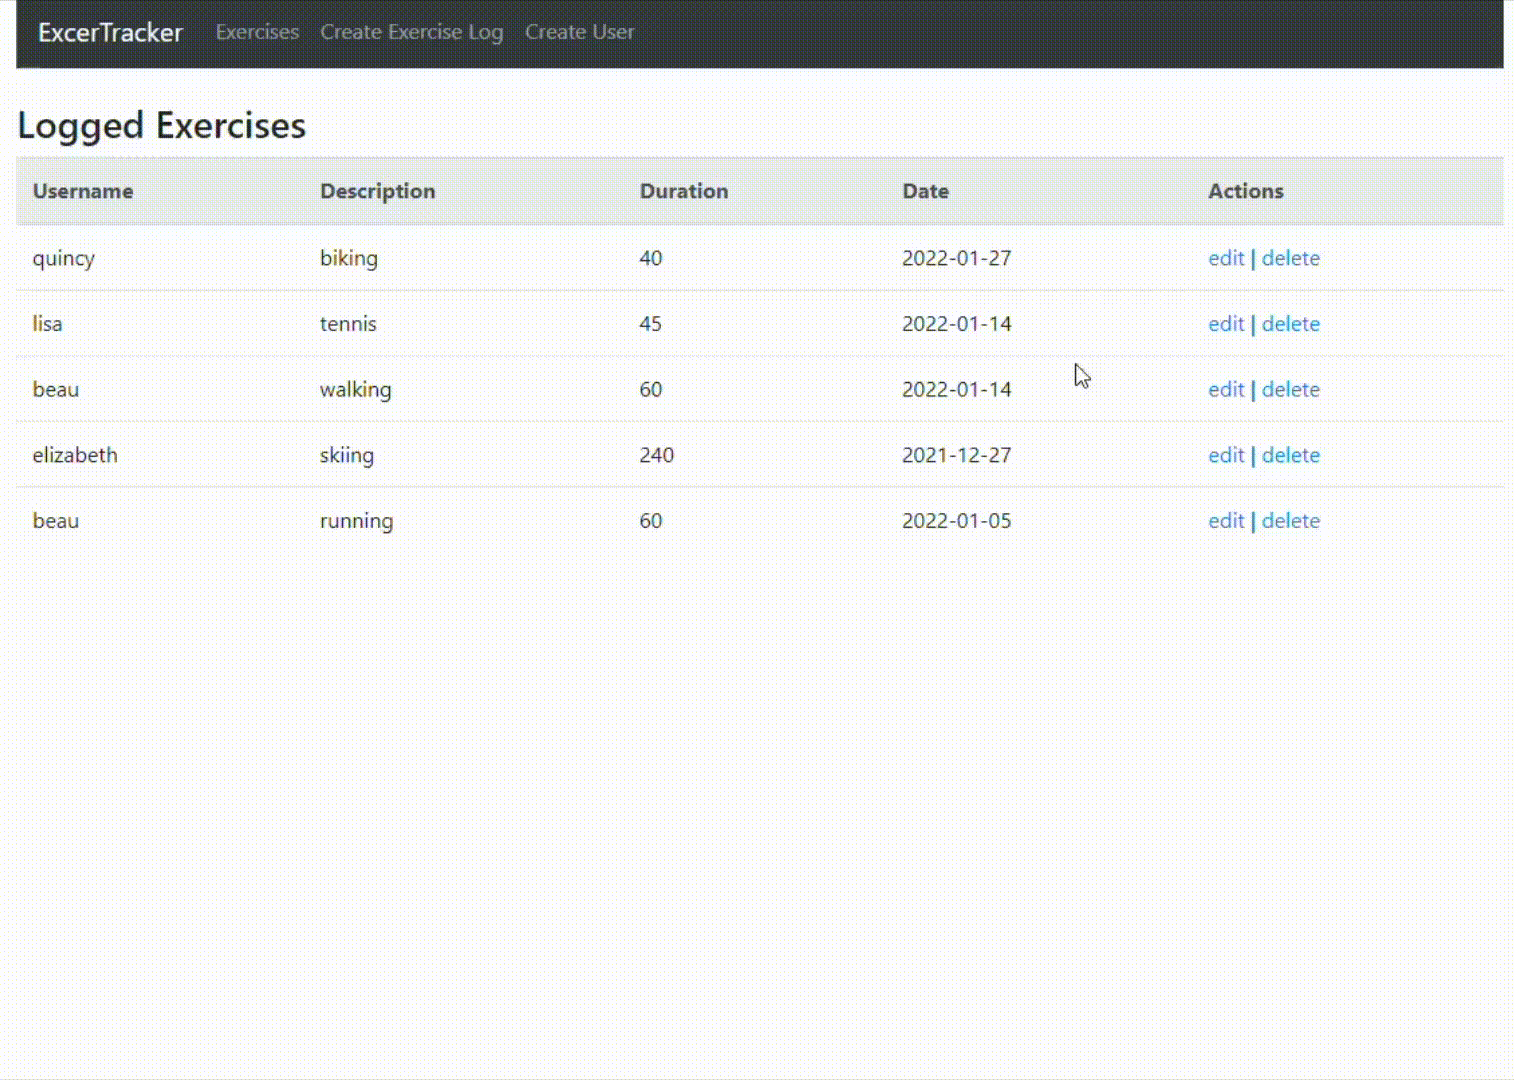 ExcerTracker Exercises Create Exercise Log Create User
Logged Exercises
Username Description Duration Date Actions
quincy biking 40 2022-01-27 edit | delete
lisa tennis 45 2022-01-14 edit | delete
beau walking 60 2022-01-14 edit | delete
elizabeth skiing 240 2021-12-27 edit | delete
beau running 60 2022-01-05 edit | delete